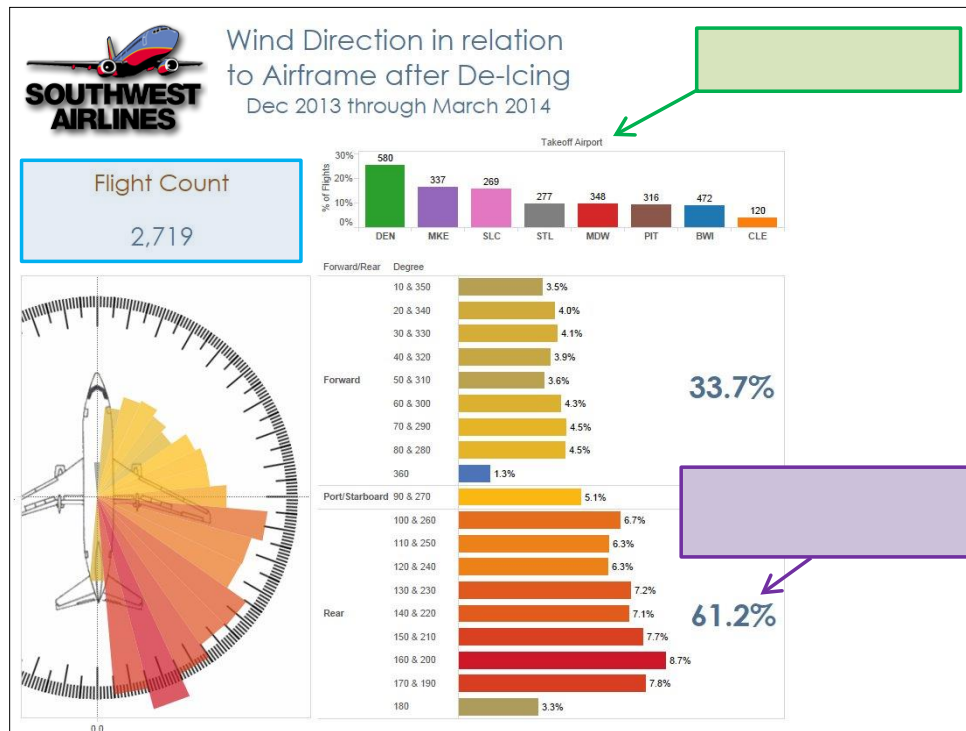 SOUTHWEST
AIRLINES
Wind Direction in relation
to Airframe after De-Icing
Dec 2013 through March 2014
Flight Count
2,719
Takeoff Airport
% of Flights
30%
20%
10%
0%
580 337 269 277 348 316 472 120
DEN MKE SLC STL MDW PIT BWI CLE
Forward/Rear Degree
10 & 350 3.5%
20 & 340 4.0%
30 & 330 4.1%
40 & 320 3.9%
Forward 50 & 310 3.6% 33.7%
60 & 300 4.3%
70 & 290 4.5%
80 & 280 4.5%
360 1.3%
Port/Starboard 90 & 270 5.1%
100 & 260 6.7%
110 & 250 6.3%
120 & 240 6.3%
130 & 230 7.2%
Rear 140 & 220 7.1% 61.2%
150 & 210 7.7%
160 & 200 8.7%
170 & 190 7.8%
180 3.3%
0.0